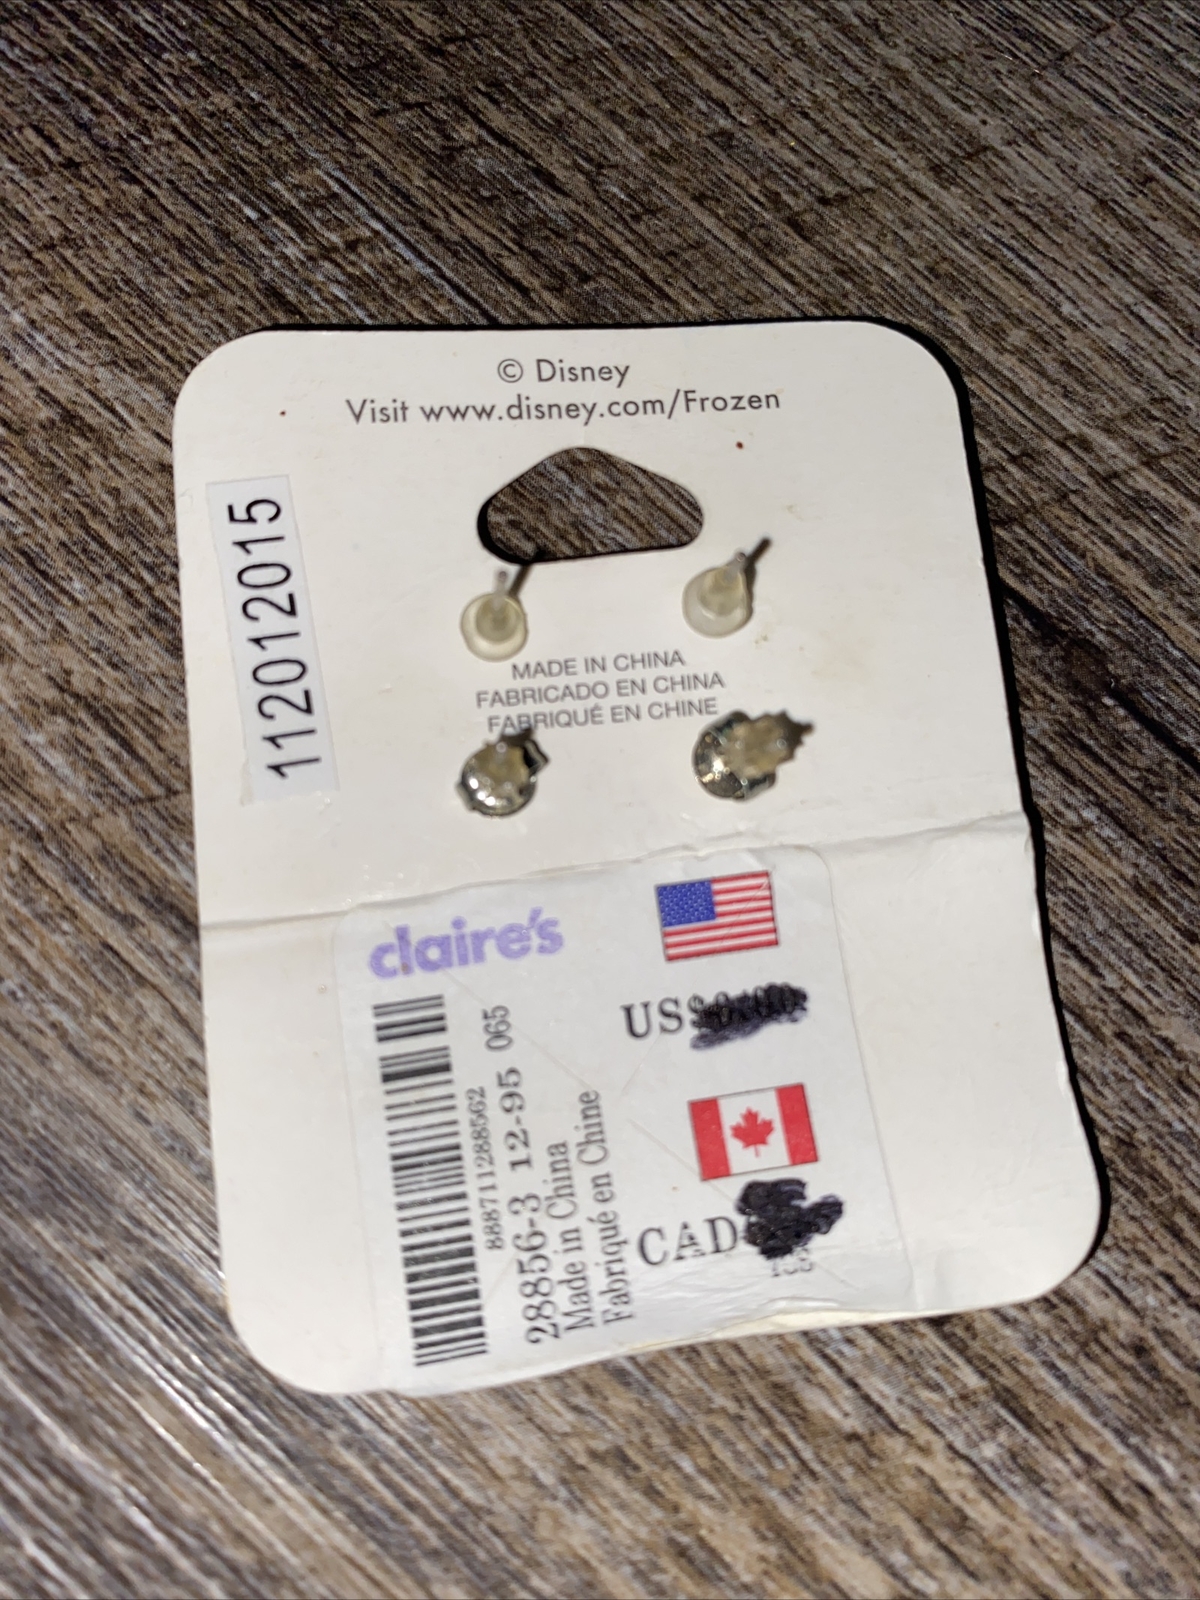 © Disney
Visit www.disney.com/Frozen
112012015
MADE IN CHINA
FABRICADO EN CHINA
FABRIQUÉ EN CHINE
claire's
888711288562
28856-3 12-95 065
Made in China
Fabriqué en Chine
US
CAD